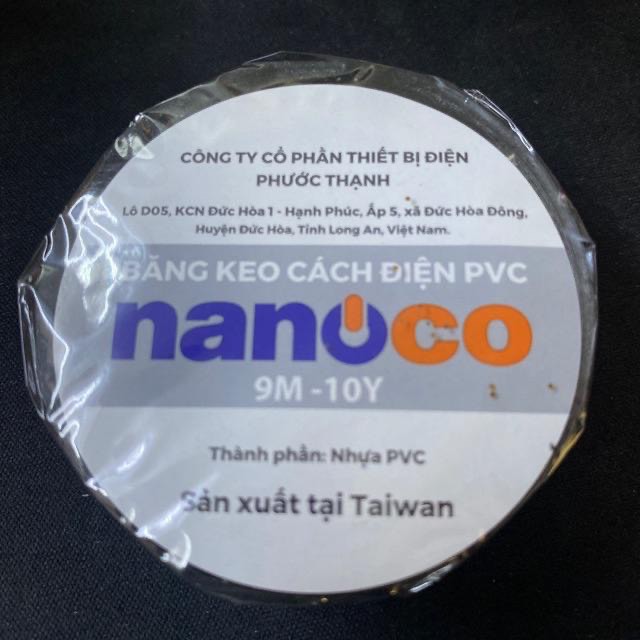 CÔNG TY CỔ PHẦN THIẾT BỊ ĐIỆN
PHƯỚC THẠNH
Lô D05, KCN Đức Hòa 1 - Hạnh Phúc, Ấp 5, xã Đức Hòa Đông,
Huyện Đức Hòa, Tỉnh Long An, Việt Nam.
BĂNG KEO CÁCH ĐIỆN PVC
nanoco
9M -10Y
Thành phần: Nhựa PVC
Sản xuất tại Taiwan